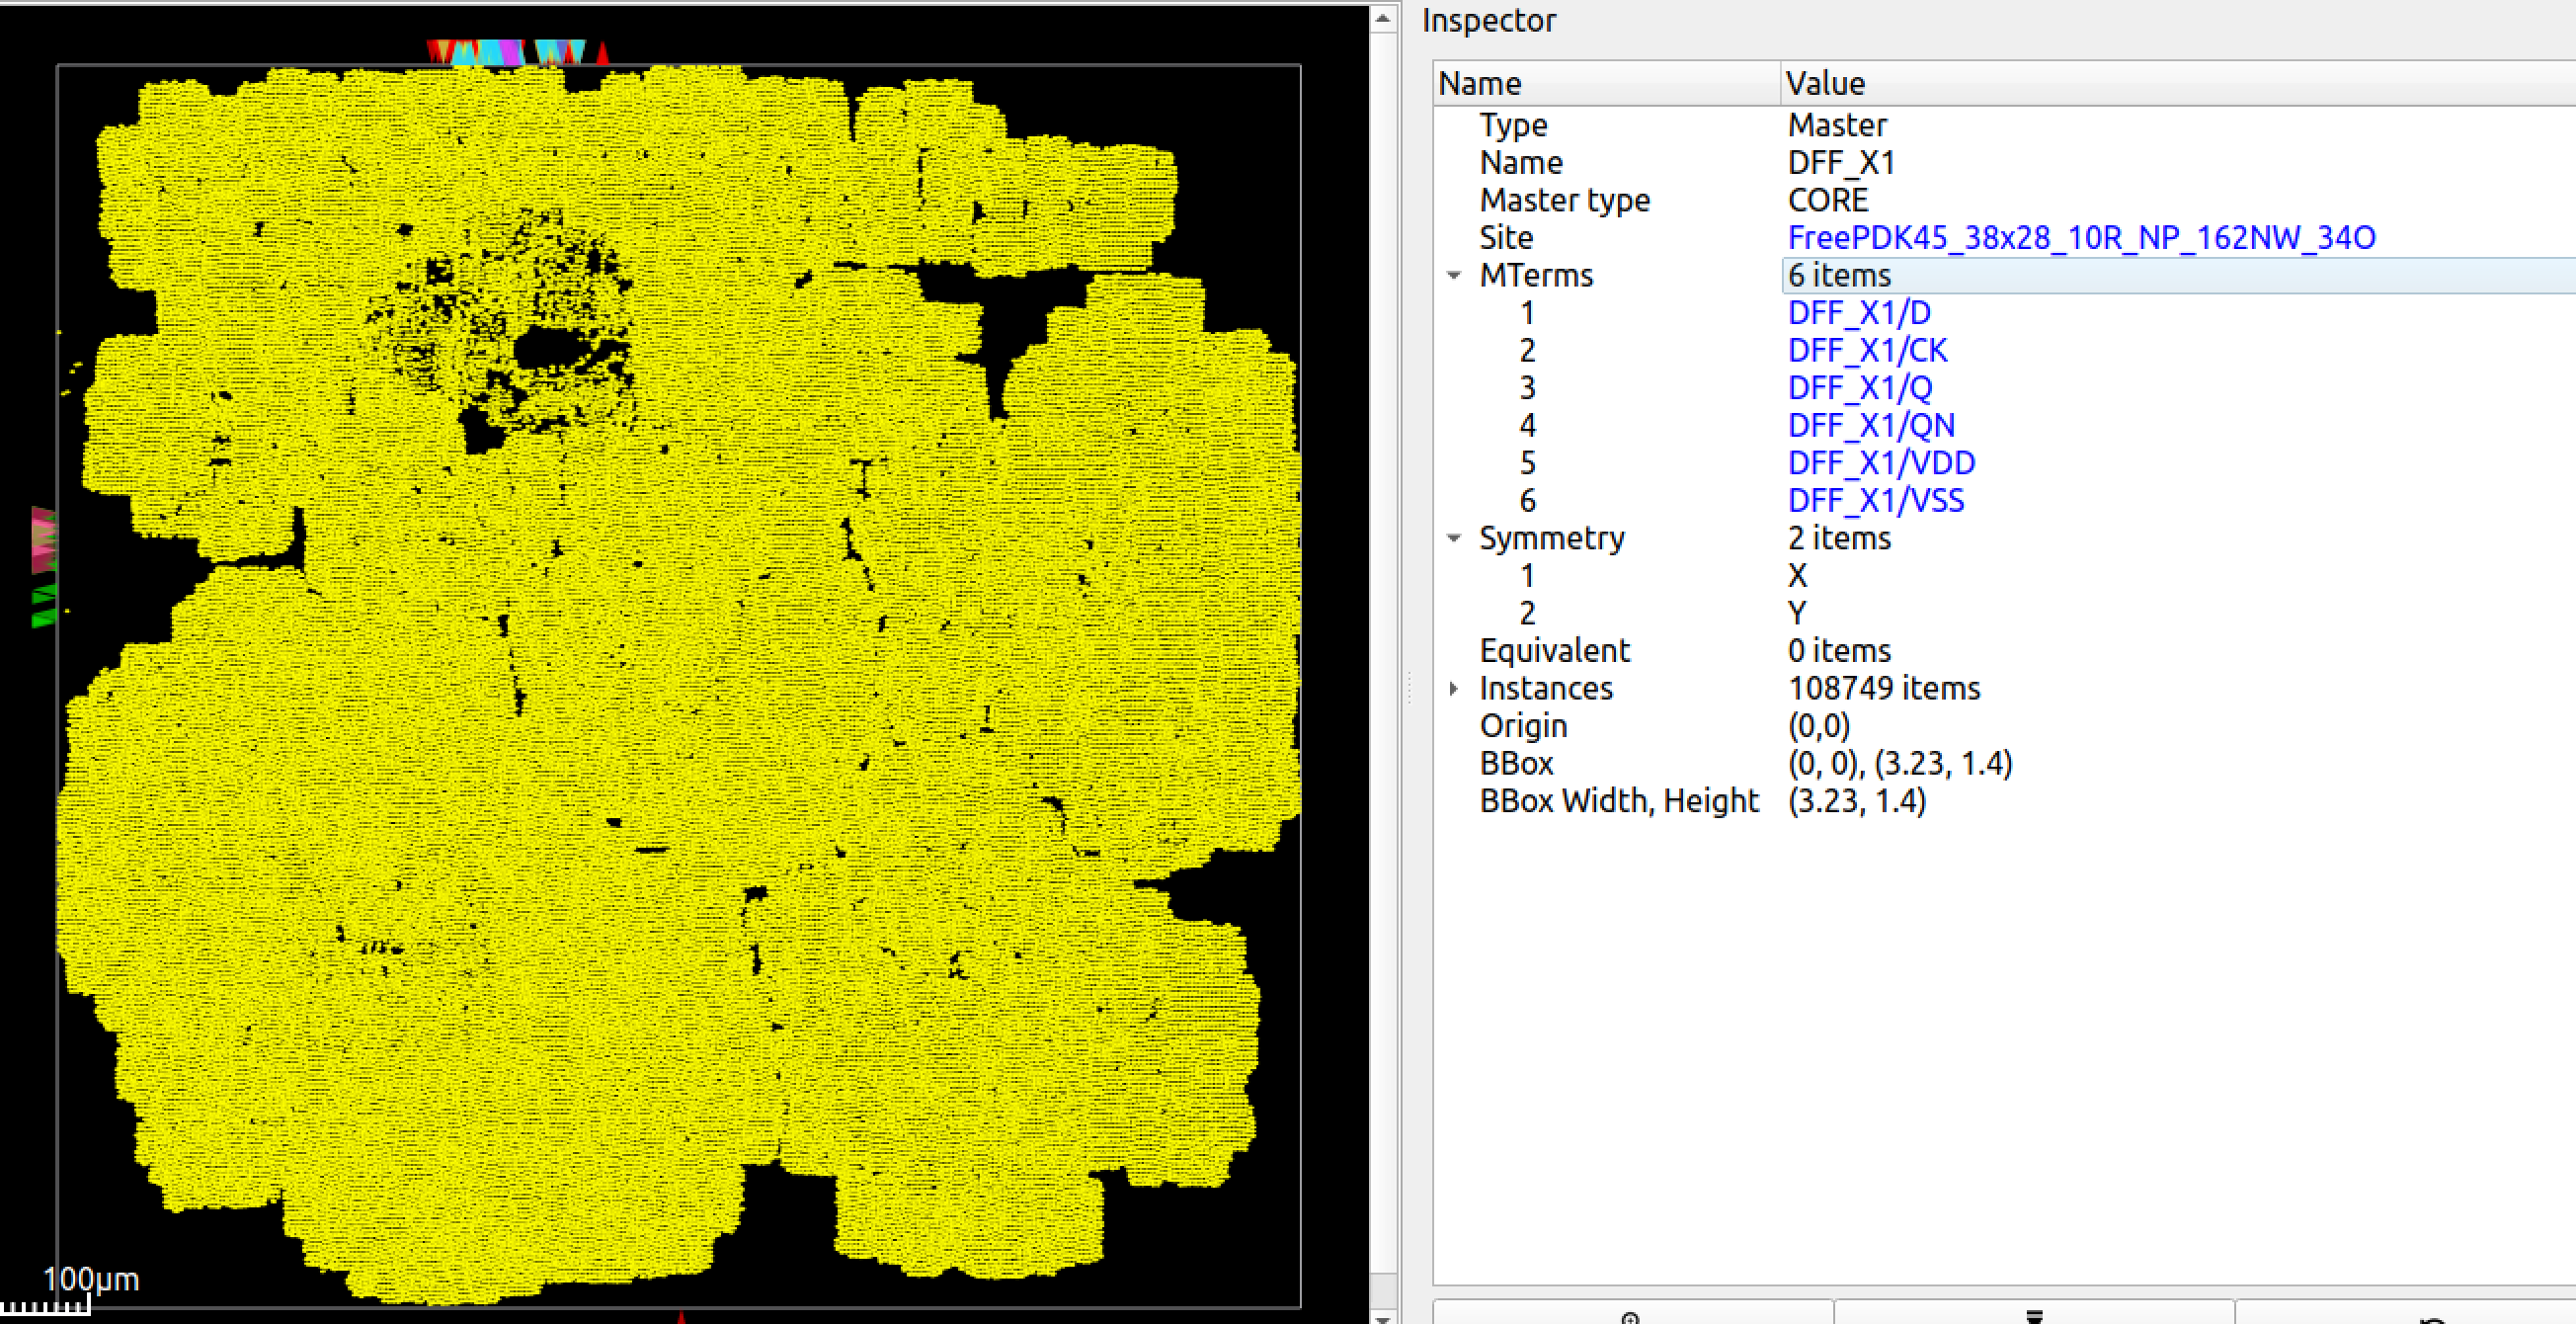 Inspector
Name Value
Type Master
Name DFF_X1
Master type CORE
Site FreePDK45_38x28_10R_NP_162NW_34O
MTerms 6 items
1 DFF_X1/D
2 DFF_X1/CK
3 DFF_X1/Q
4 DFF_X1/QN
5 DFF_X1/VDD
6 DFF_X1/VSS
Symmetry 2 items
1 X
2 Y
Equivalent 0 items
Instances 108749 items
Origin (0,0)
BBox (0, 0), (3.23, 1.4)
BBox Width, Height (3.23, 1.4)
100µm